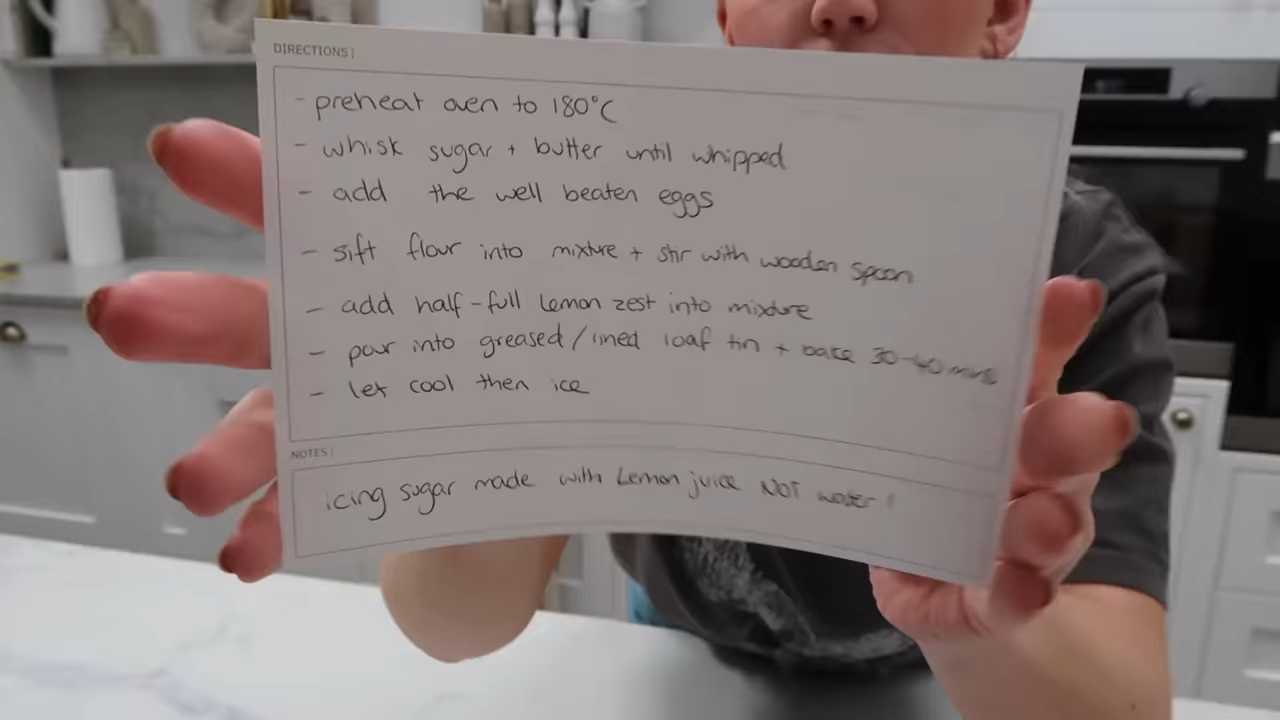 DIRECTIONS |
- preheat oven to 180°C
- whisk sugar + butter until whipped
- add the well beaten eggs
- sift flour into mixture + stir with wooden spoon
- add half-full lemon zest into mixture
- pour into greased/lined loaf tin + bake 30-40 mins
- let cool then ice
NOTES |
icing sugar made with Lemon juice NOT water!